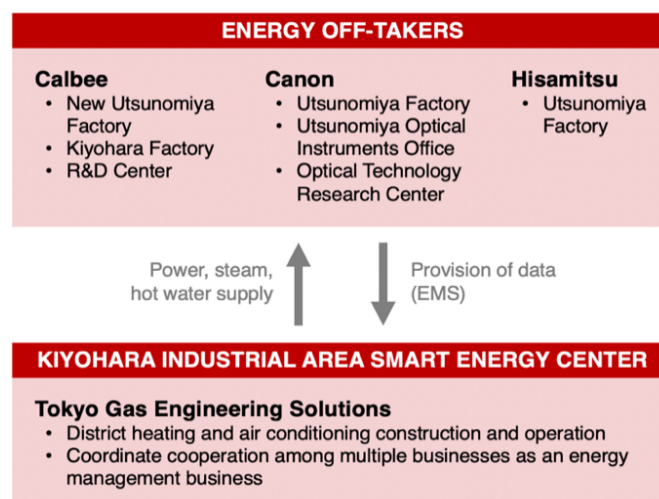 ENERGY OFF-TAKERS
Calbee
• New Utsunomiya
Factory
• Kiyohara Factory
• R&D Center
Canon
• Utsunomiya Factory
• Utsunomiya Optical
Instruments Office
• Optical Technology
Research Center
Hisamitsu
• Utsunomiya
Factory
Power, steam,
hot water supply
Provision of data
(EMS)
KIYOHARA INDUSTRIAL AREA SMART ENERGY CENTER
Tokyo Gas Engineering Solutions
• District heating and air conditioning construction and operation
• Coordinate cooperation among multiple businesses as an energy
management business